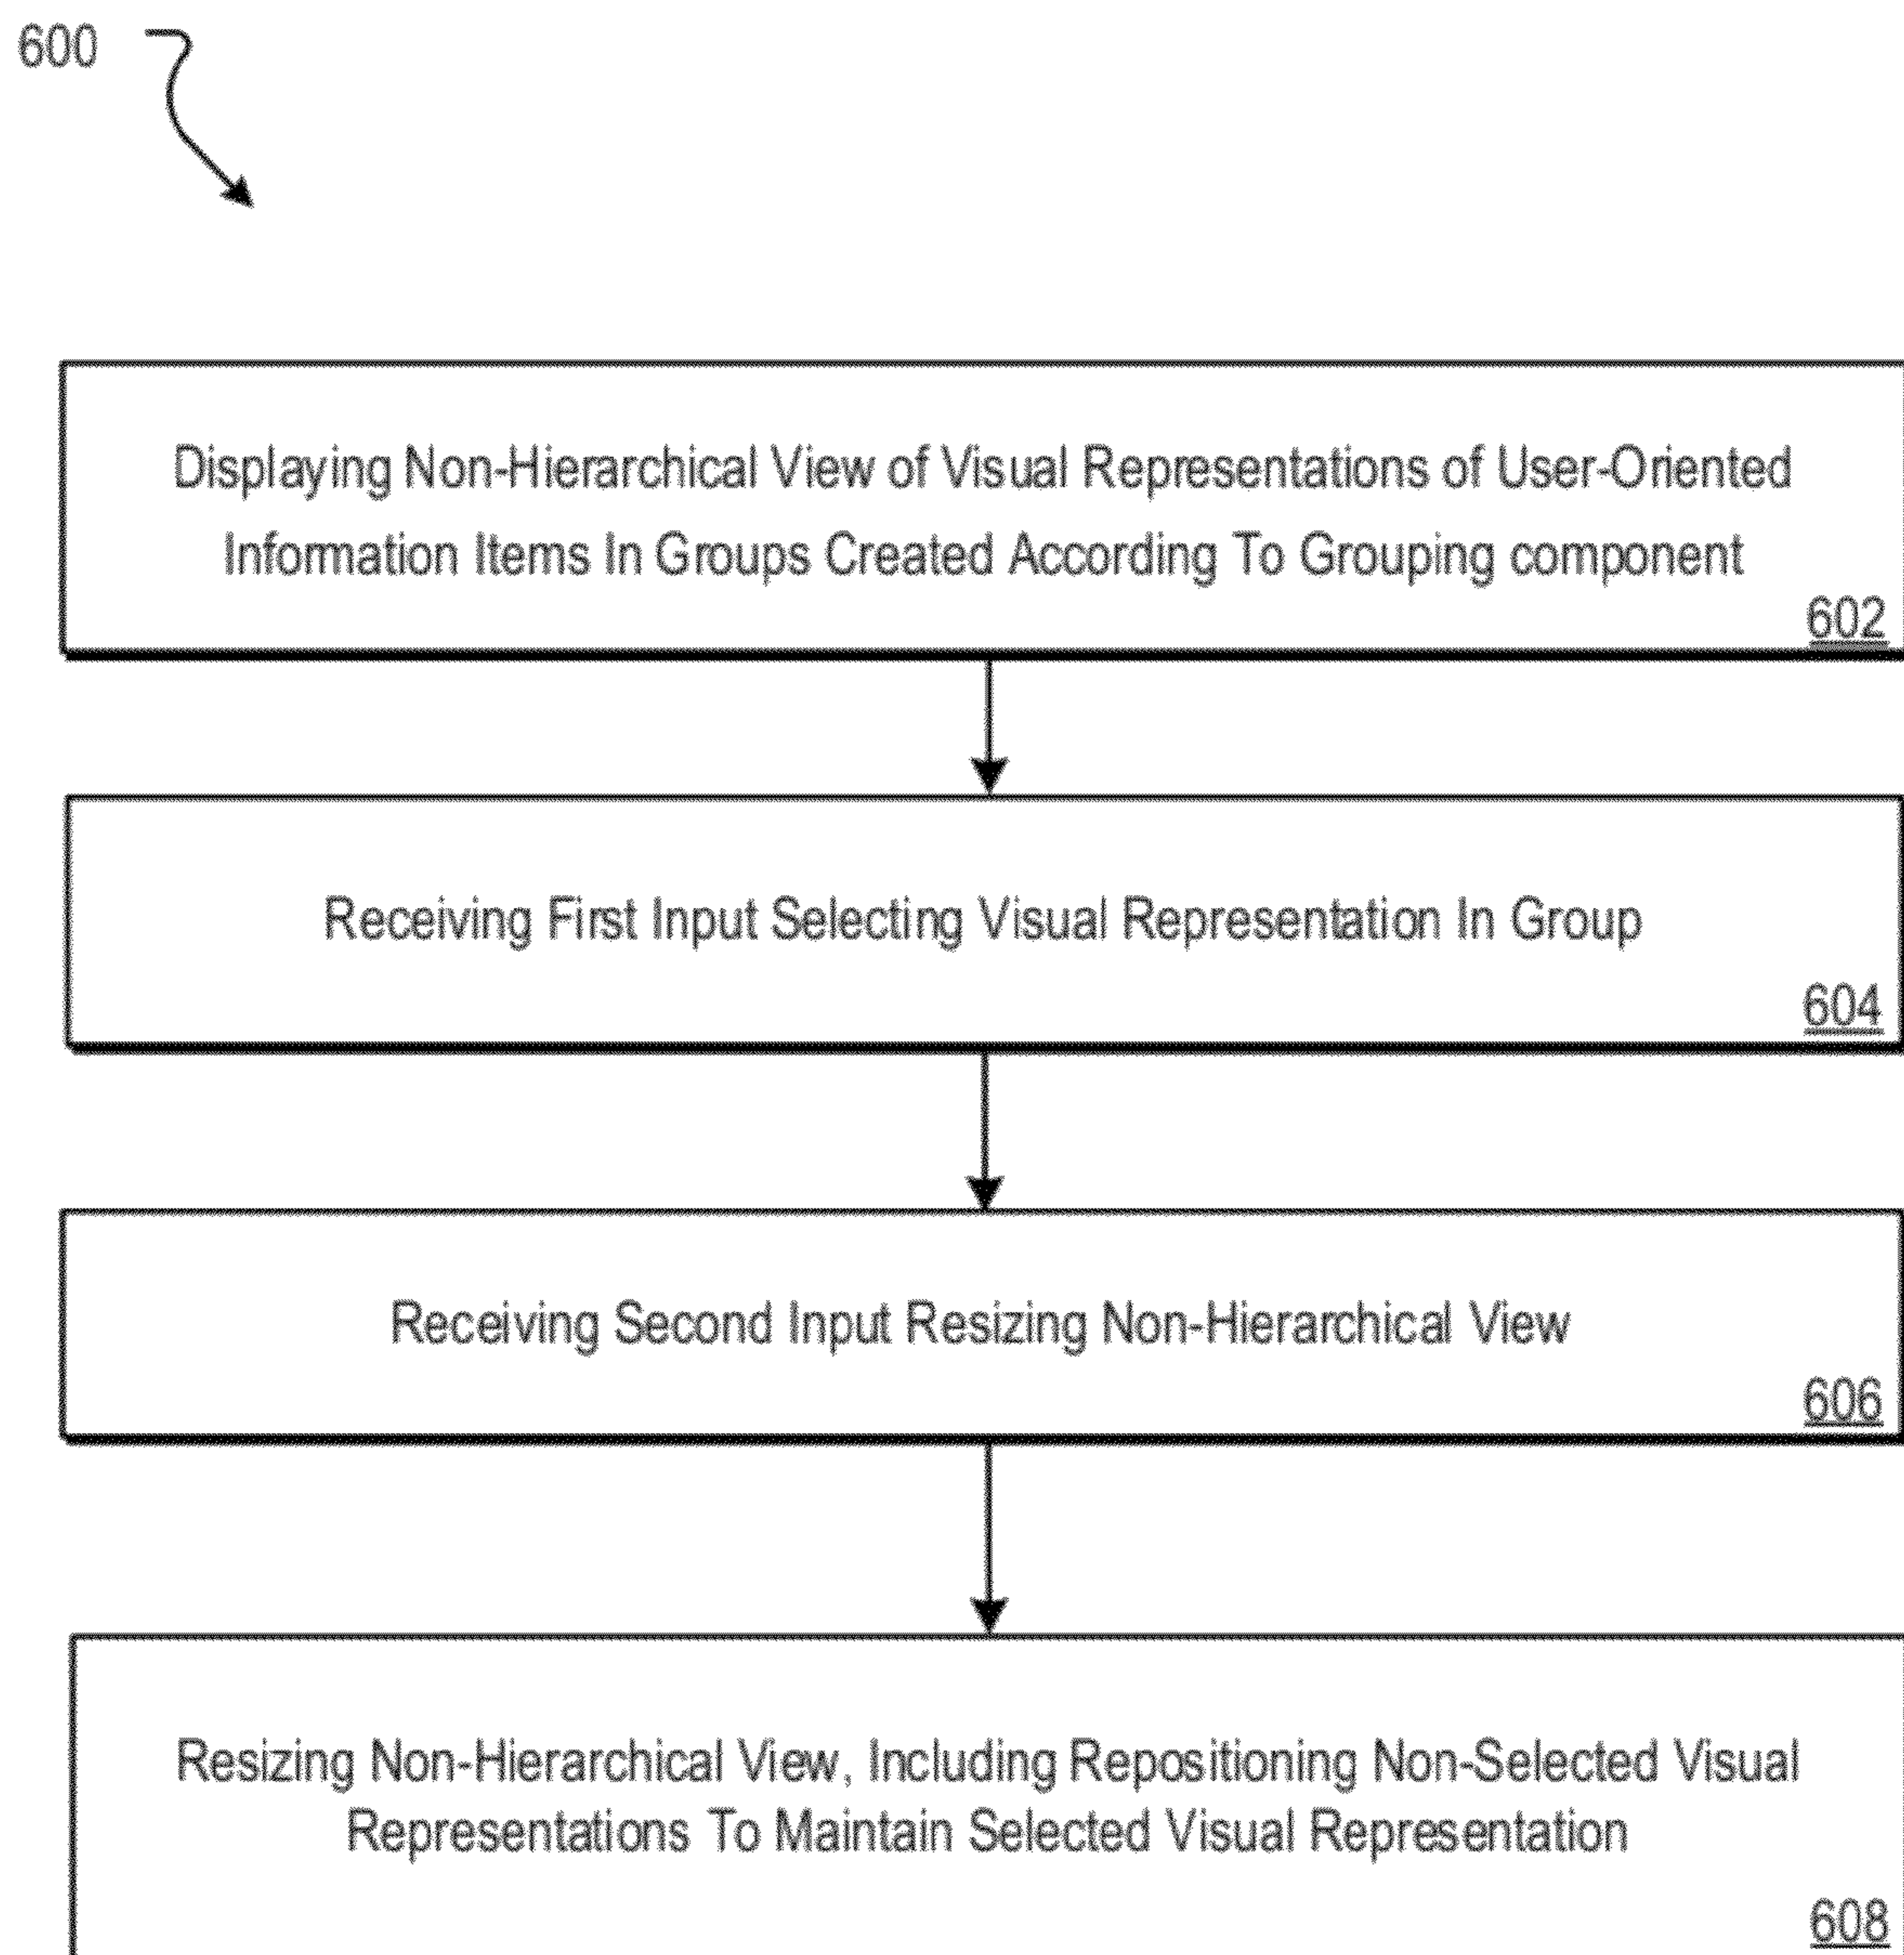 600
Displaying Non-Hierarchical View of Visual Representations of User-Oriented
Information Items In Groups Created According To Grouping component
602
Receiving First Input Selecting Visual Representation In Group
604
Receiving Second Input Resizing Non-Hierarchical View
606
Resizing Non-Hierarchical View, Including Repositioning Non-Selected Visual
Representations To Maintain Selected Visual Representation
608